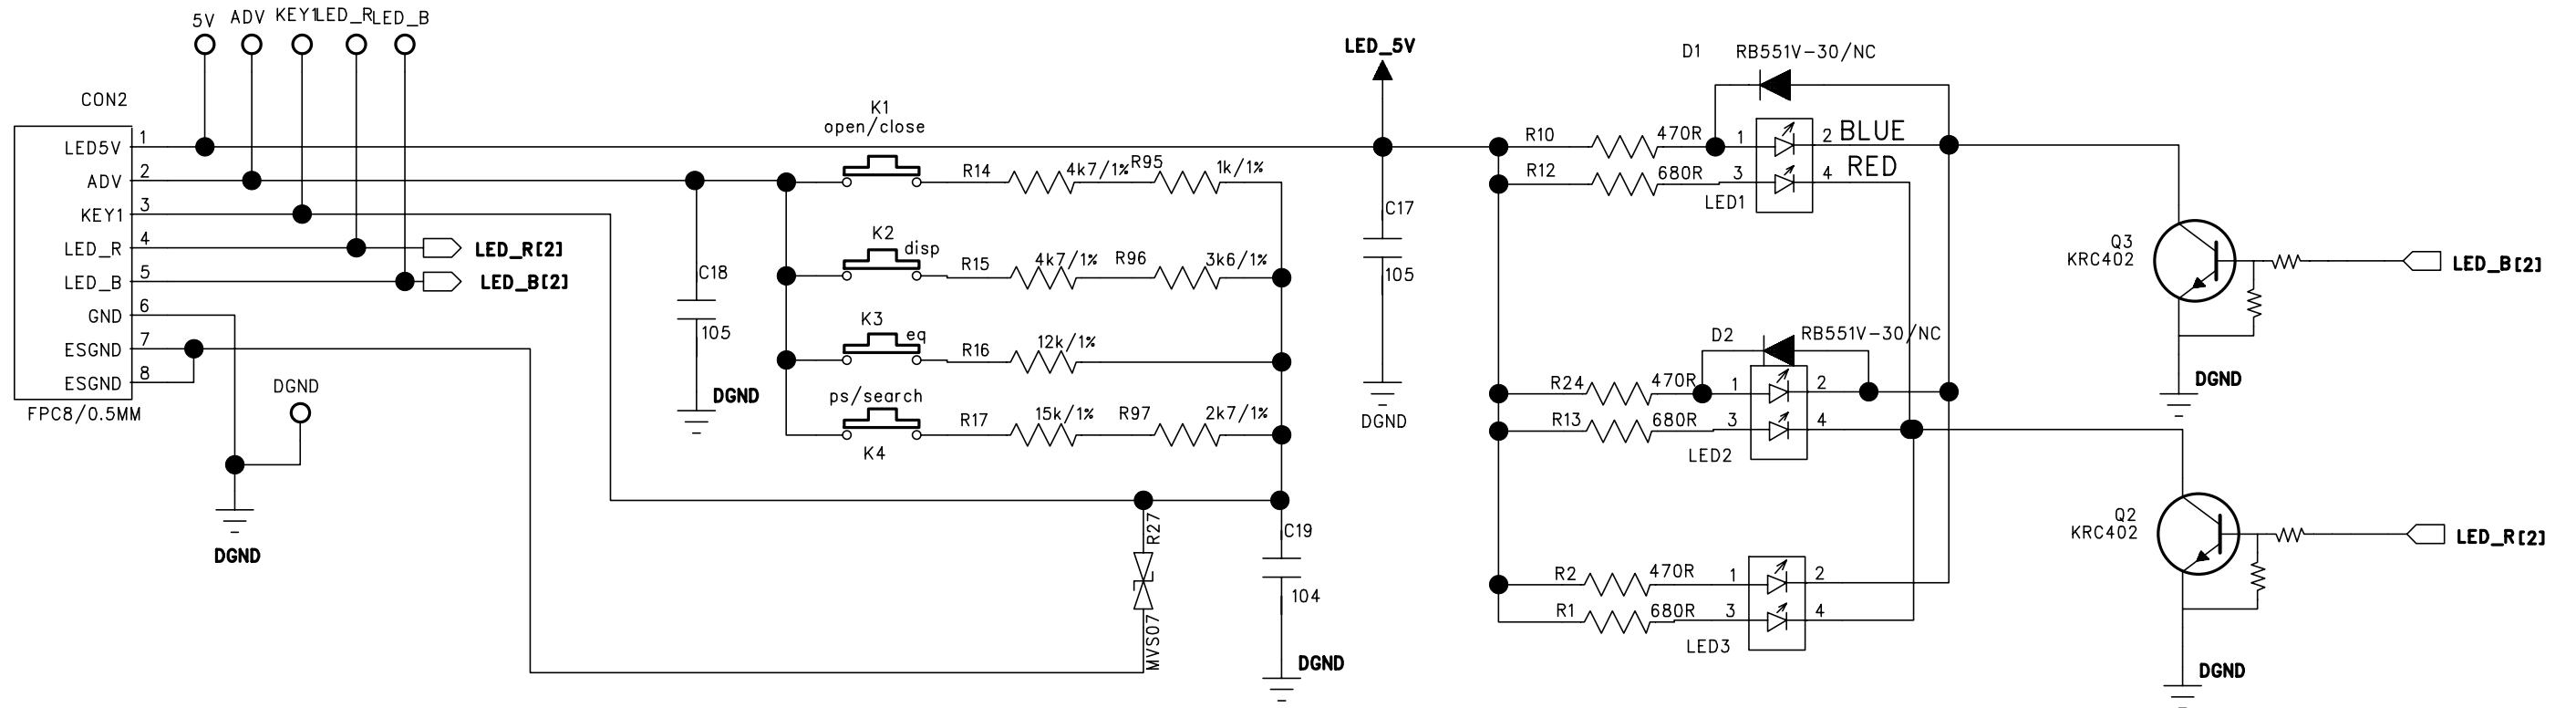 5V ADV KEY1 LED_R LED_B
CON2
LED5V 1
ADV 2
KEY1 3
LED_R 4
LED_B 5
GND 6
ESGND 7
ESGND 8
FPC8/0.5MM
LED_R[2]
LED_B[2]
DGND
DGND
C18
105
DGND
K1
open/close
R14 4k7/1% R95 1k/1%
K2
disp
R15 4k7/1% R96 3k6/1%
K3
eq
R16 12k/1%
ps/search
R17 15k/1% R97 2k7/1%
K4
R27
MVS07
C19
104
DGND
LED_5V
C17
105
DGND
D1 RB551V-30/NC
R10 470R 1 2 BLUE
R12 680R 3 4 RED
LED1
D2 RB551V-30/NC
R24 470R 1 2
R13 680R 3 4
LED2
R2 470R 1 2
R1 680R 3 4
LED3
Q3
KRC402
LED_B[2]
DGND
Q2
KRC402
LED_R[2]
DGND